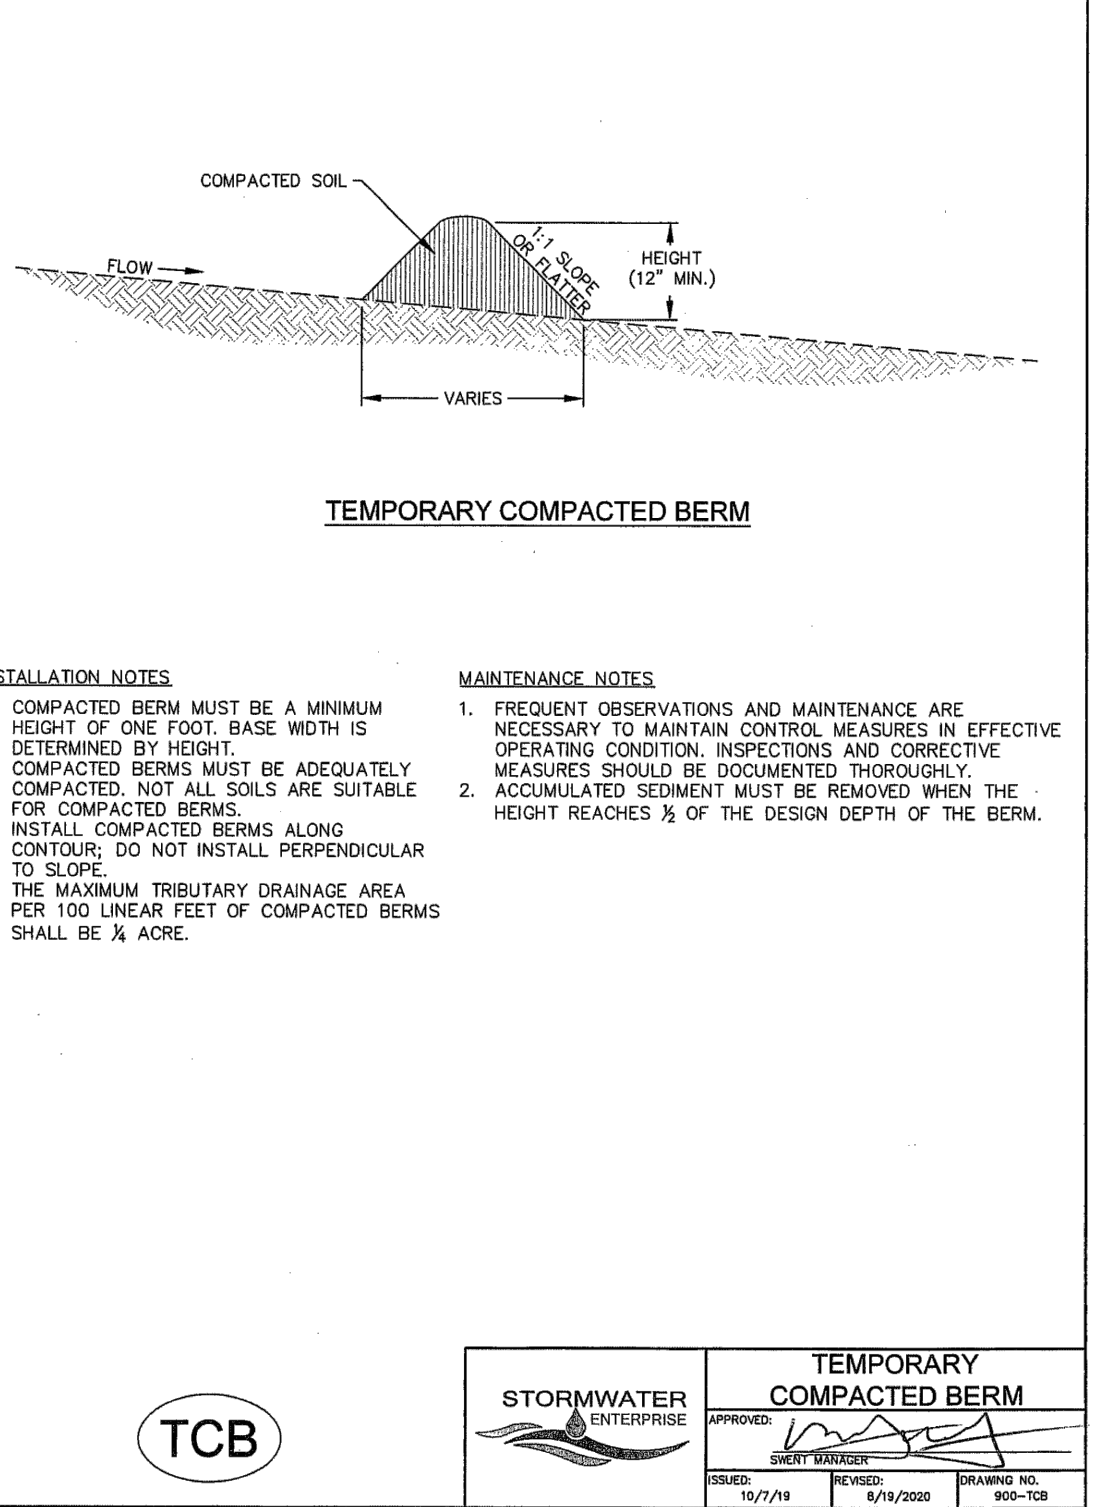 COMPACTED SOIL
FLOW
1:1 SLOPE
OR FLATTER
HEIGHT
(12" MIN.)
VARIES
TEMPORARY COMPACTED BERM
STALLATION NOTES
COMPACTED BERM MUST BE A MINIMUM
HEIGHT OF ONE FOOT. BASE WIDTH IS
DETERMINED BY HEIGHT.
COMPACTED BERMS MUST BE ADEQUATELY
COMPACTED. NOT ALL SOILS ARE SUITABLE
FOR COMPACTED BERMS.
INSTALL COMPACTED BERMS ALONG
CONTOUR; DO NOT INSTALL PERPENDICULAR
TO SLOPE.
THE MAXIMUM TRIBUTARY DRAINAGE AREA
PER 100 LINEAR FEET OF COMPACTED BERMS
SHALL BE ¼ ACRE.
MAINTENANCE NOTES
1. FREQUENT OBSERVATIONS AND MAINTENANCE ARE
NECESSARY TO MAINTAIN CONTROL MEASURES IN EFFECTIVE
OPERATING CONDITION. INSPECTIONS AND CORRECTIVE
MEASURES SHOULD BE DOCUMENTED THOROUGHLY.
2. ACCUMULATED SEDIMENT MUST BE REMOVED WHEN THE
HEIGHT REACHES ½ OF THE DESIGN DEPTH OF THE BERM.
TCB
STORMWATER
ENTERPRISE
TEMPORARY
COMPACTED BERM
APPROVED:
SWENT MANAGER
ISSUED:
10/7/19
REVISED:
8/19/2020
DRAWING NO.
900-TCB